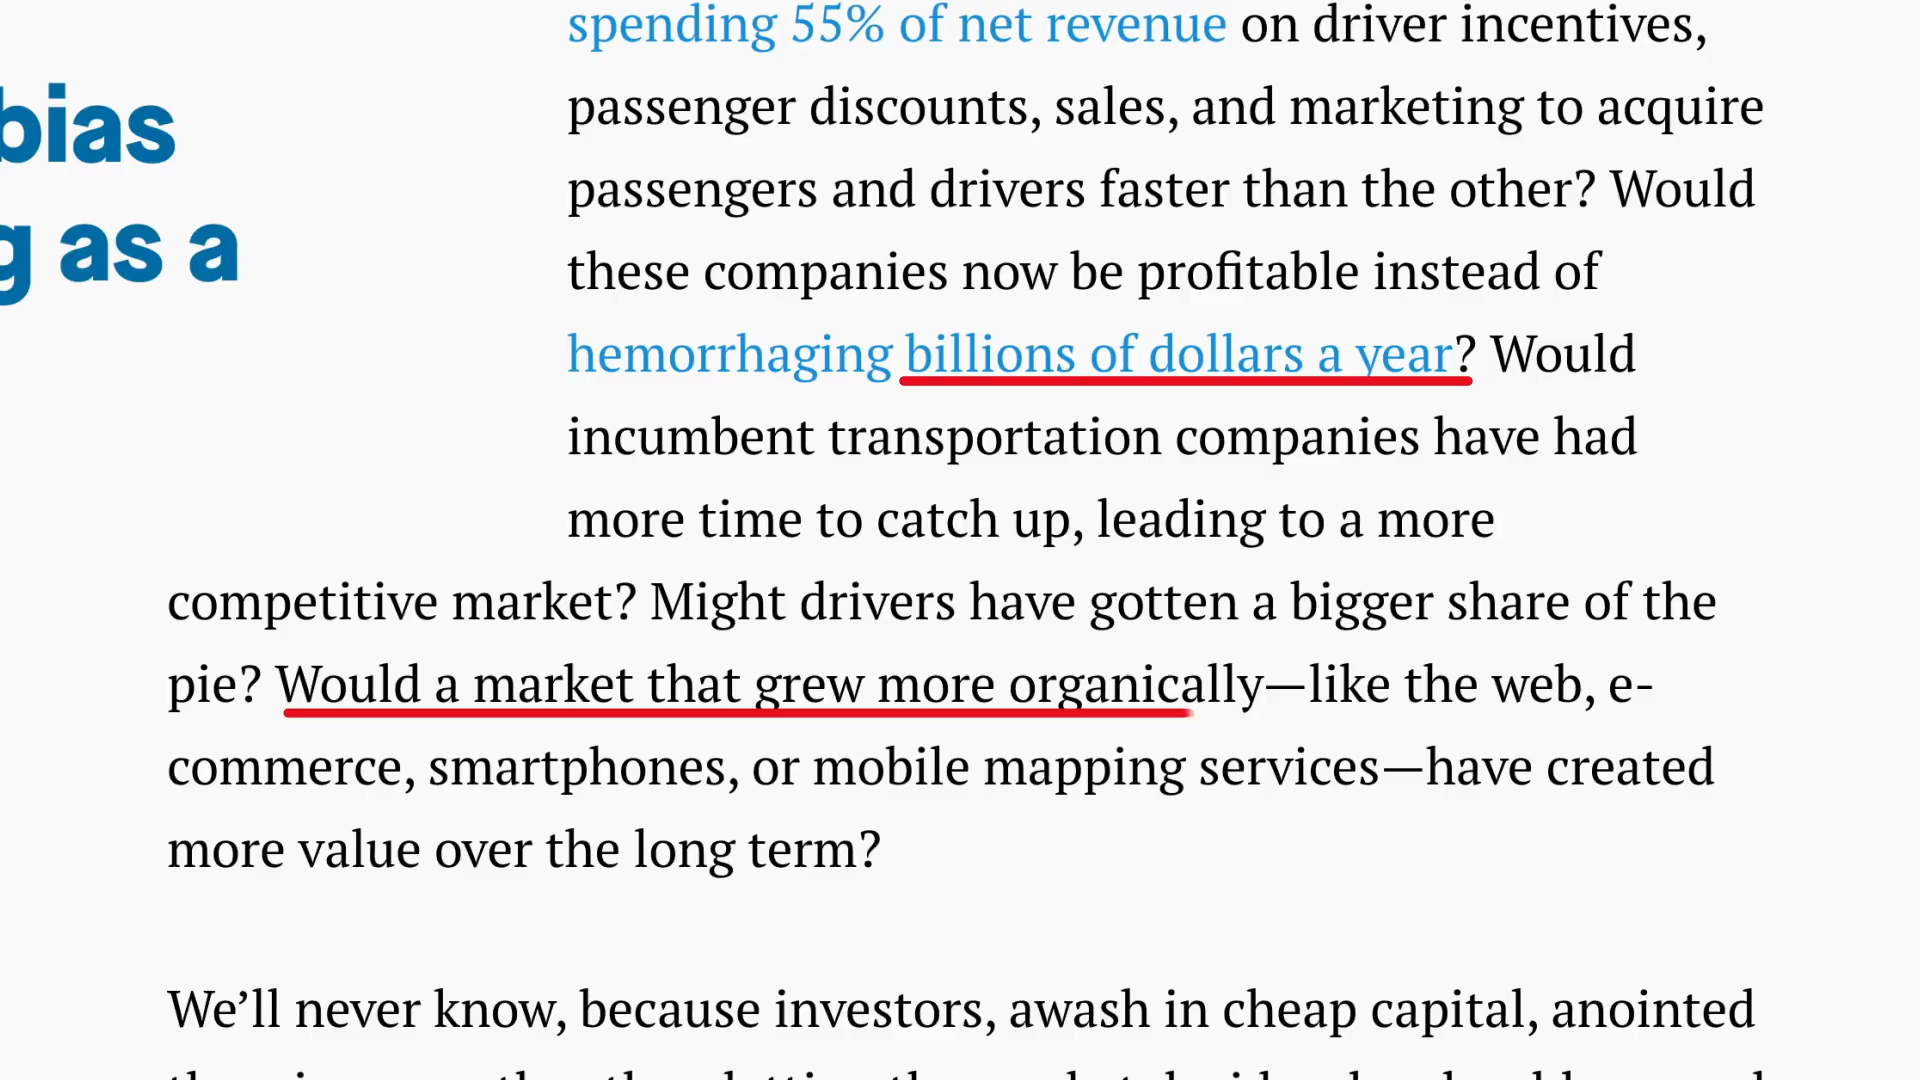 bias
g as a
spending 55% of net revenue on driver incentives,
passenger discounts, sales, and marketing to acquire
passengers and drivers faster than the other? Would
these companies now be profitable instead of
hemorrhaging billions of dollars a year? Would
incumbent transportation companies have had
more time to catch up, leading to a more
competitive market? Might drivers have gotten a bigger share of the
pie? Would a market that grew more organically—like the web, e-
commerce, smartphones, or mobile mapping services—have created
more value over the long term?
We’ll never know, because investors, awash in cheap capital, anointed